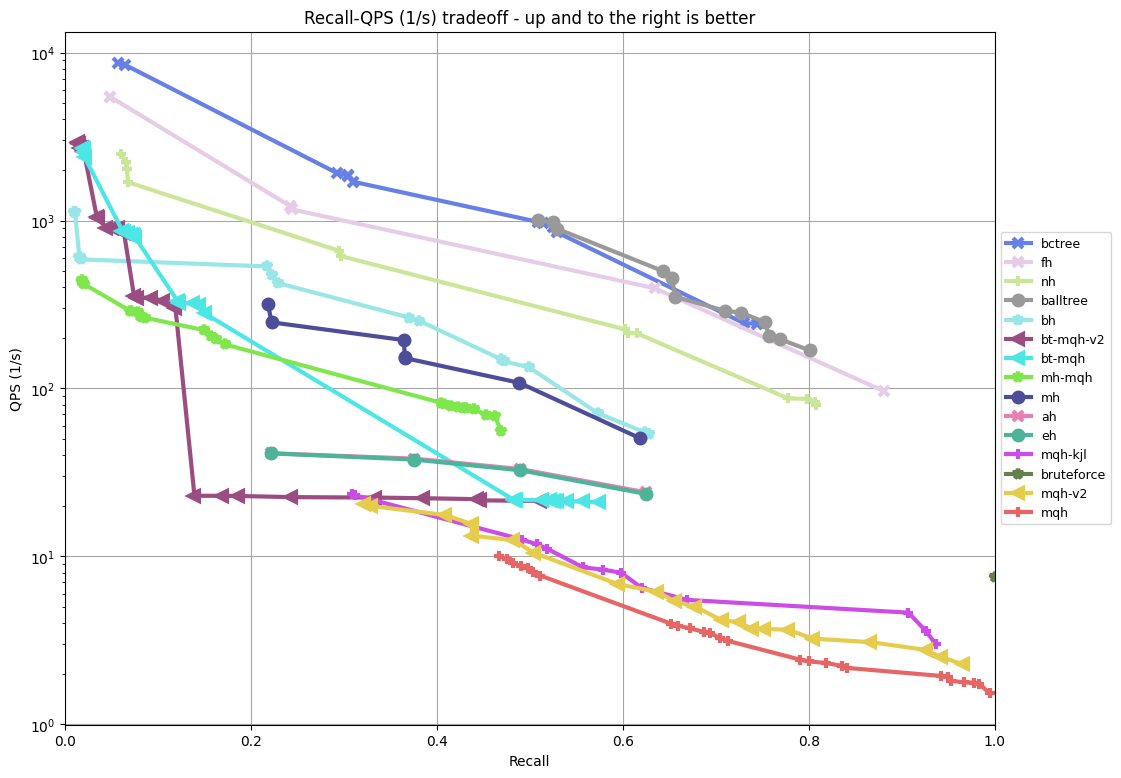 Recall-QPS (1/s) tradeoff - up and to the right is better
10⁴
10³
10²
10¹
10⁰
QPS (1/s)
0.0 0.2 0.4 0.6 0.8 1.0
Recall
bctree
fh
nh
balltree
bh
bt-mqh-v2
bt-mqh
mh-mqh
mh
ah
eh
mqh-kjl
bruteforce
mqh-v2
mqh